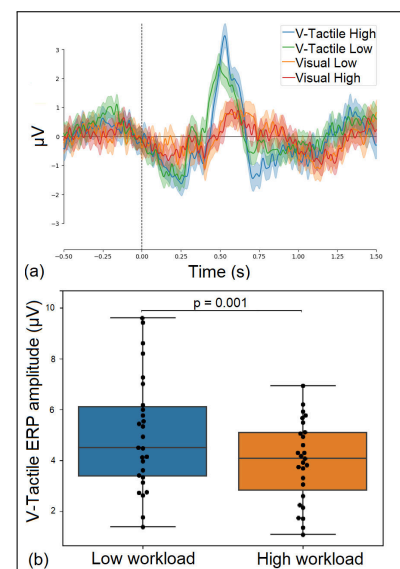 V-Tactile High
V-Tactile Low
Visual Low
Visual High
3
2
1
0
−1
−2
−3
μV
−0.50 −0.25 0.00 0.25 0.50 0.75 1.00 1.25 1.50
(a) Time (s)
p = 0.001
10
8
6
4
2
V-Tactile ERP amplitude (μV)
Low workload High workload
(b)